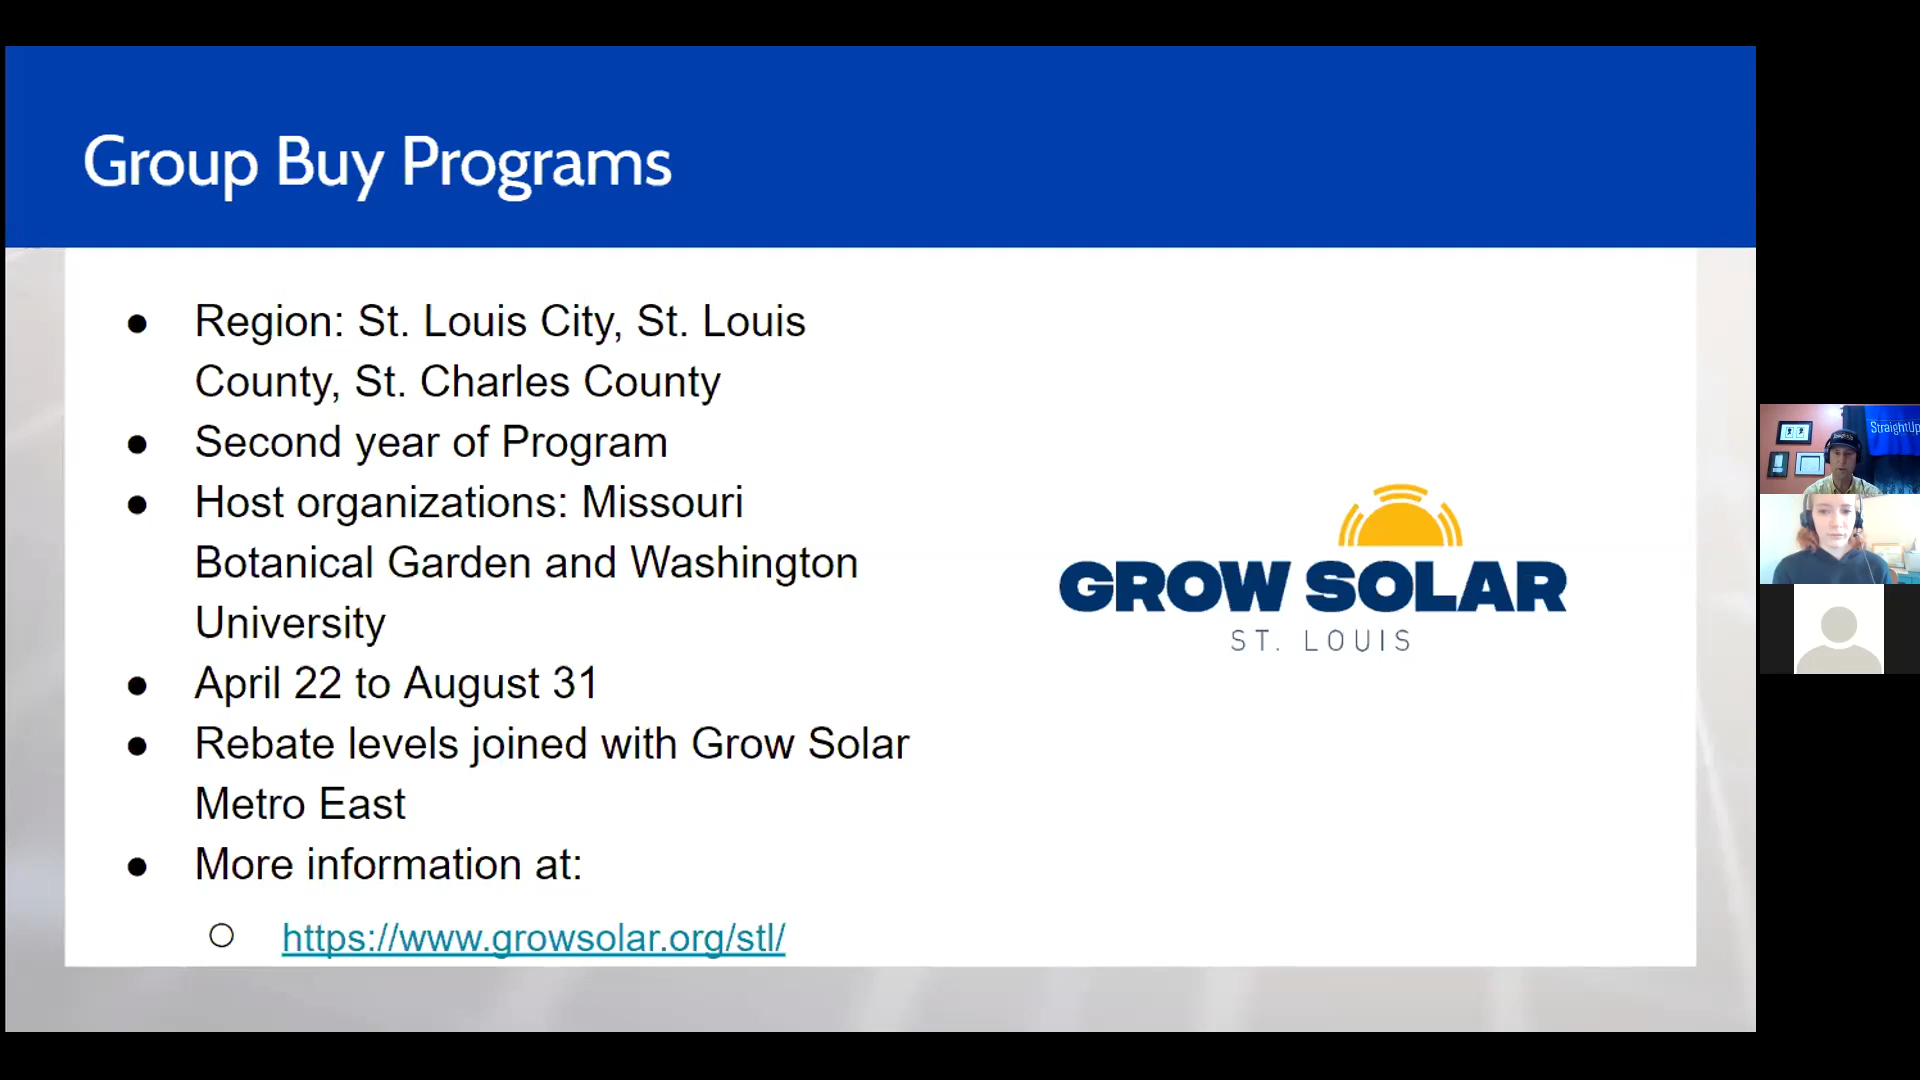 Group Buy Programs
● Region: St. Louis City, St. Louis
County, St. Charles County
● Second year of Program
● Host organizations: Missouri
Botanical Garden and Washington
University
● April 22 to August 31
● Rebate levels joined with Grow Solar
Metro East
● More information at:
○ https://www.growsolar.org/stl/
GROW SOLAR
ST. LOUIS
StraightUp